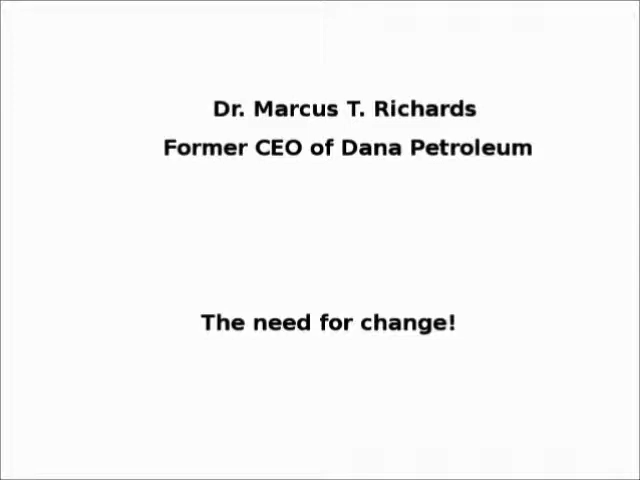 Dr. Marcus T. Richards
Former CEO of Dana Petroleum
The need for change!